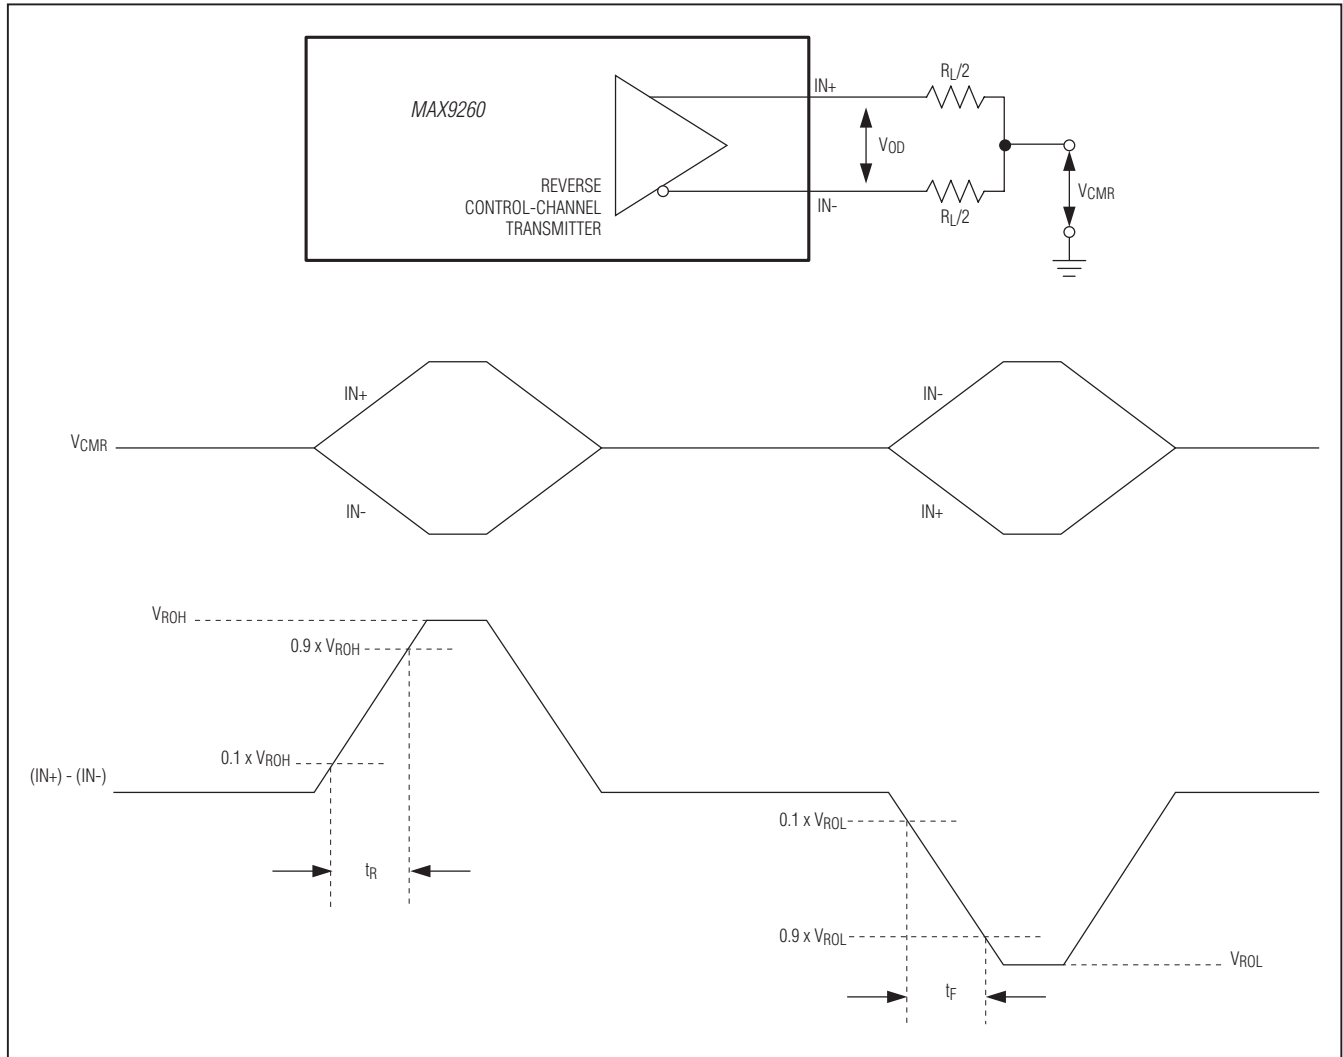 MAX9260
REVERSE
CONTROL-CHANNEL
TRANSMITTER
IN+
IN-
VOD
RL/2
RL/2
VCMR
IN+
IN-
VCMR
IN-
IN+
VROH
0.9 x VROH
0.1 x VROH
(IN+) - (IN-)
tR
0.1 x VROL
0.9 x VROL
VROL
tF